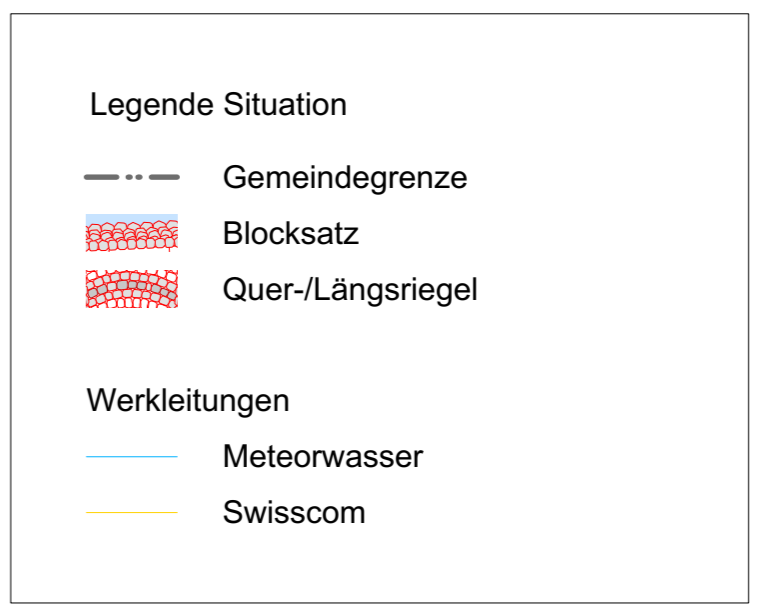 Legende Situation
Gemeindegrenze
Blocksatz
Quer-/Längsriegel
Werkleitungen
Meteorwasser
Swisscom